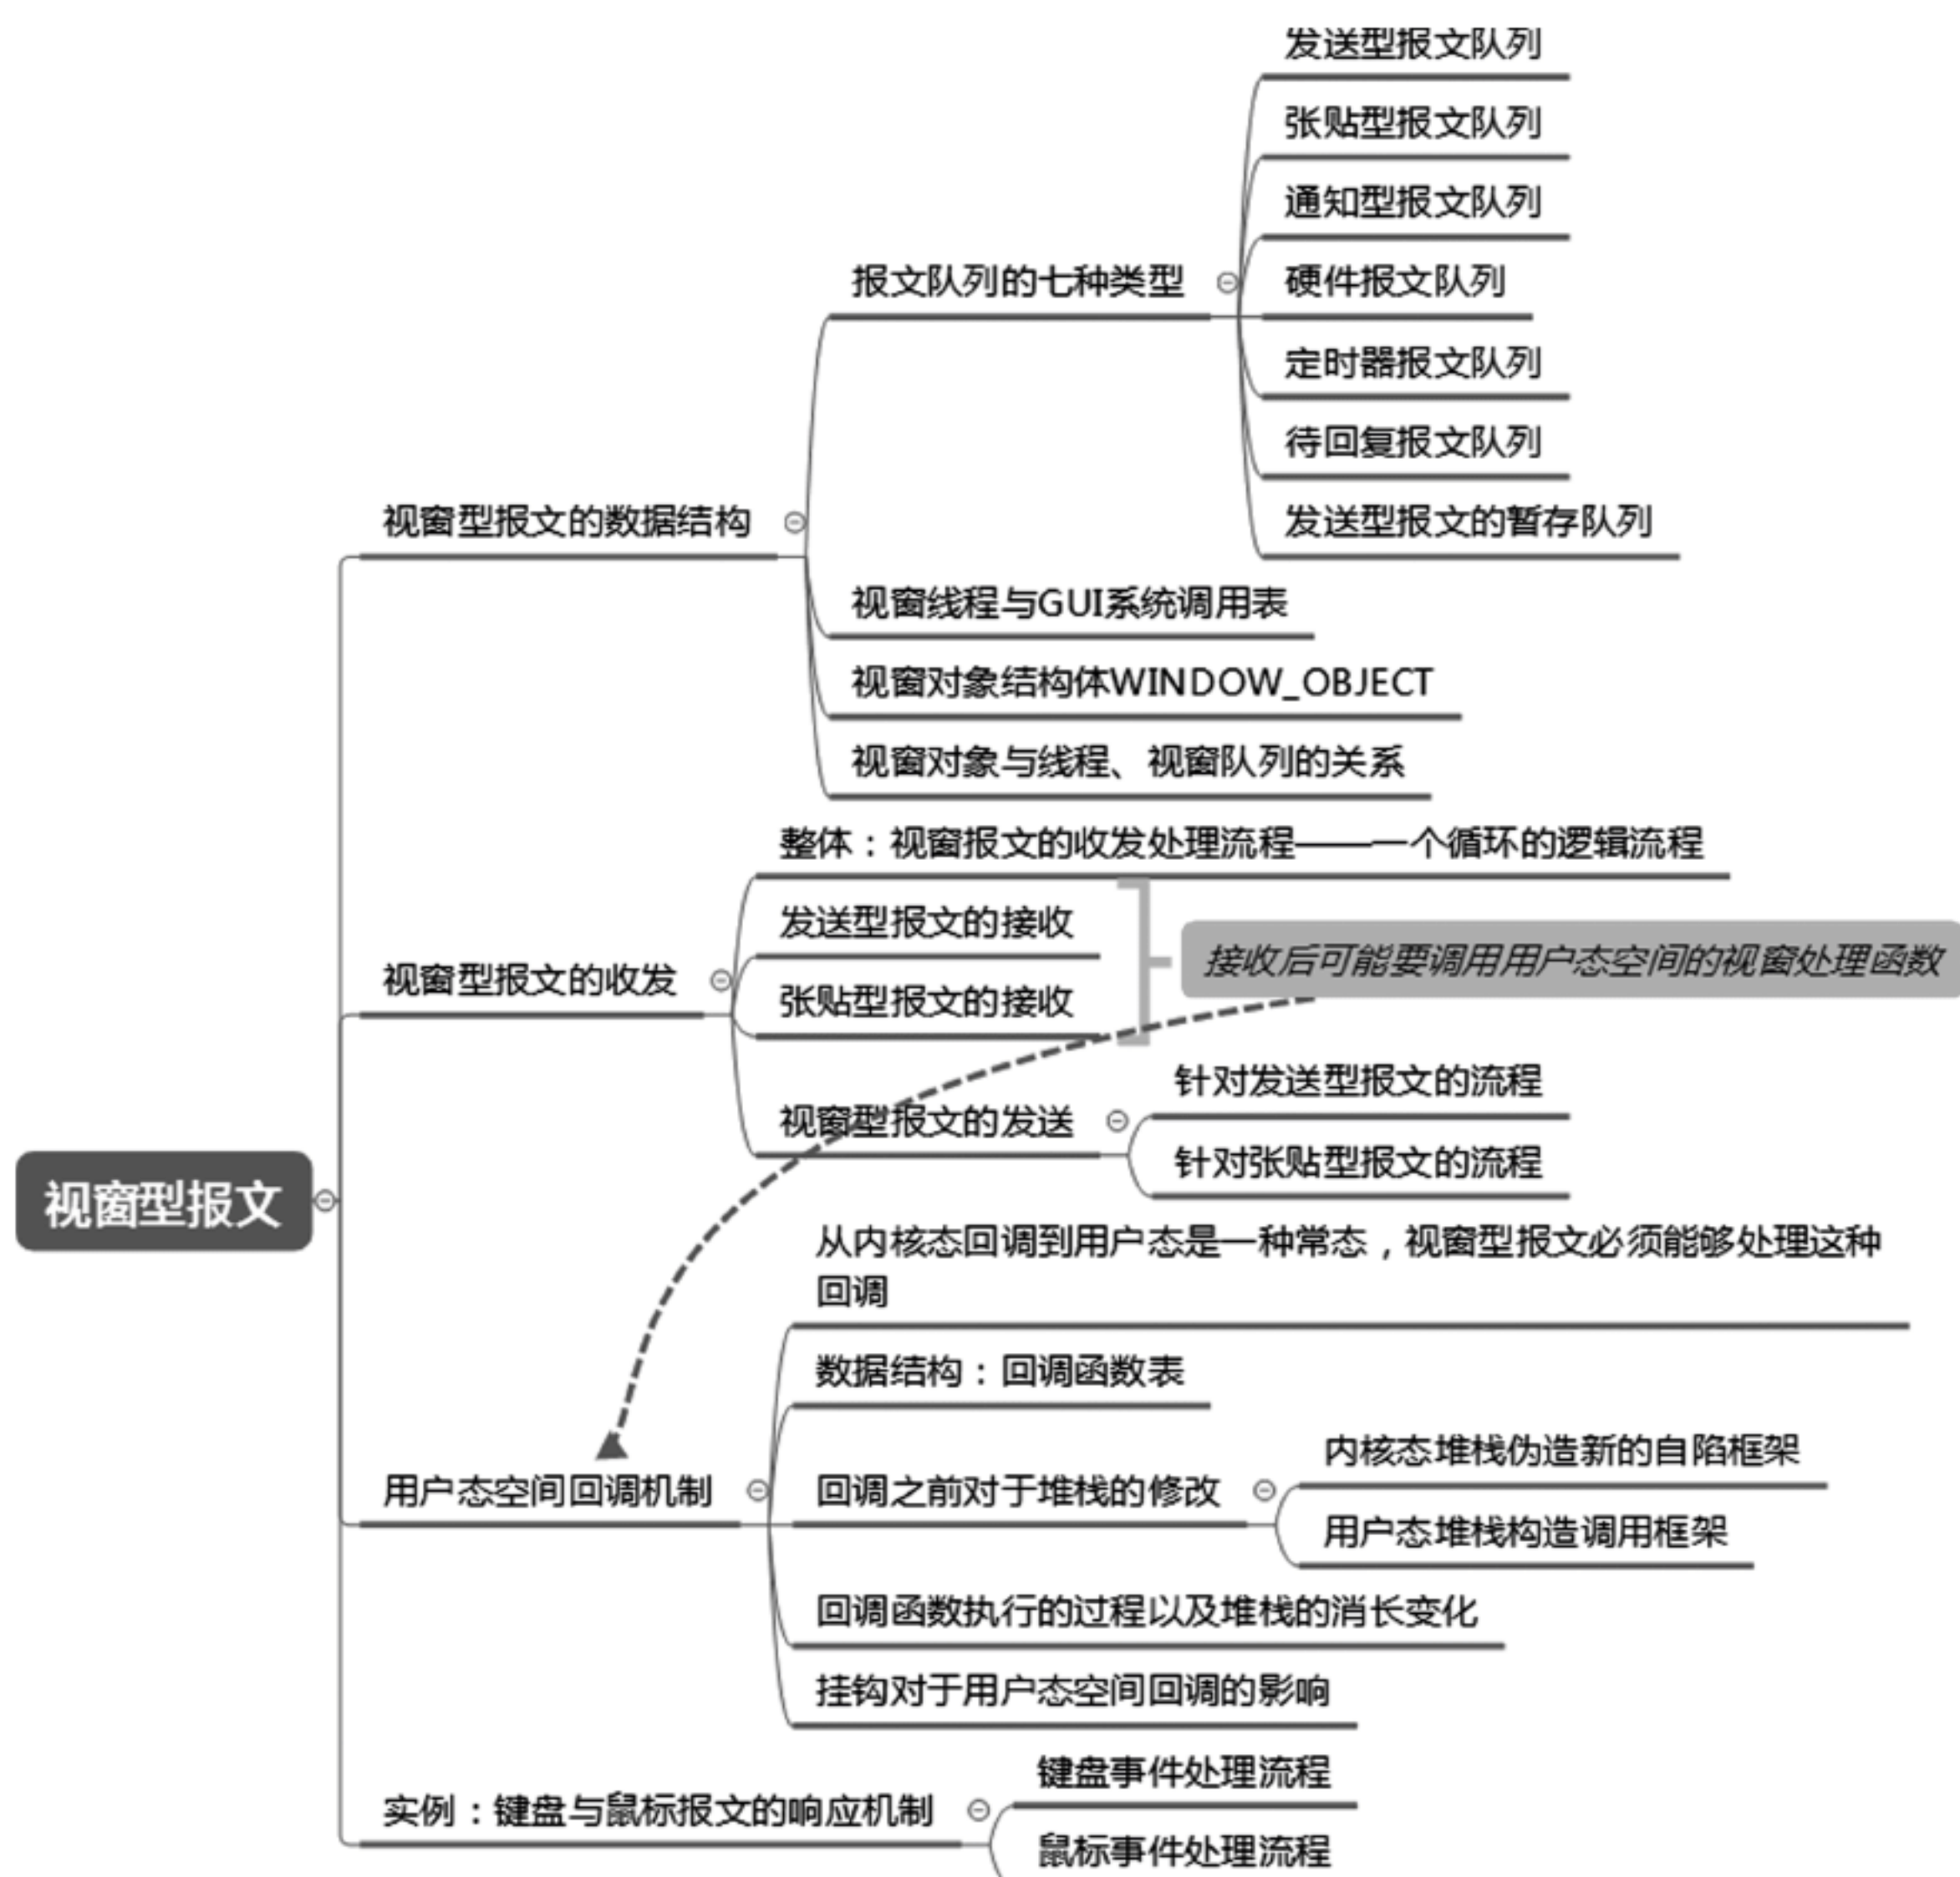 视窗型报文
视窗型报文的数据结构
报文队列的七种类型
发送型报文队列
张贴型报文队列
通知型报文队列
硬件报文队列
定时器报文队列
待回复报文队列
发送型报文的暂存队列
视窗线程与GUI系统调用表
视窗对象结构体WINDOW_OBJECT
视窗对象与线程、视窗队列的关系
视窗型报文的收发
整体：视窗报文的收发处理流程——一个循环的逻辑流程
发送型报文的接收
张贴型报文的接收
接收后可能要调用用户态空间的视窗处理函数
视窗型报文的发送
针对发送型报文的流程
针对张贴型报文的流程
用户态空间回调机制
从内核态回调到用户态是一种常态，视窗型报文必须能够处理这种
回调
数据结构：回调函数表
回调之前对于堆栈的修改
内核态堆栈伪造新的自陷框架
用户态堆栈构造调用框架
回调函数执行的过程以及堆栈的消长变化
挂钩对于用户态空间回调的影响
实例：键盘与鼠标报文的响应机制
键盘事件处理流程
鼠标事件处理流程